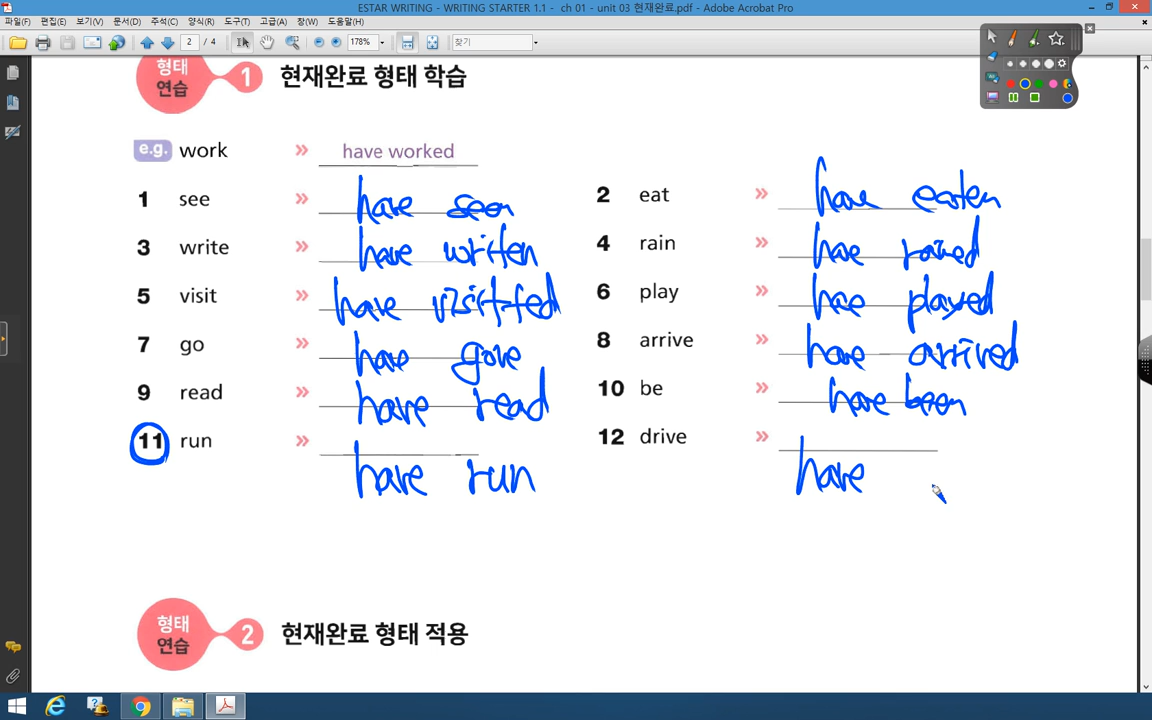 ESTAR WRITING - WRITING STARTER 1.1 - ch 01 - unit 03 현재완료.pdf - Adobe Acrobat Pro
파일(F) 편집(E) 보기(V) 문서(D) 주석(C) 양식(R) 도구(T) 고급(A) 창(W) 도움말(H)
2 / 4 178% 찾기
형태 연습 1 현재완료 형태 학습
e.g. work » have worked
1 see » have seen
2 eat » have eaten
3 write » have written
4 rain » have rained
5 visit » have visitted
6 play » have played
7 go » have gone
8 arrive » have arrived
9 read » have read
10 be » have been
11 run » have run
12 drive » have
형태 연습 2 현재완료 형태 적용